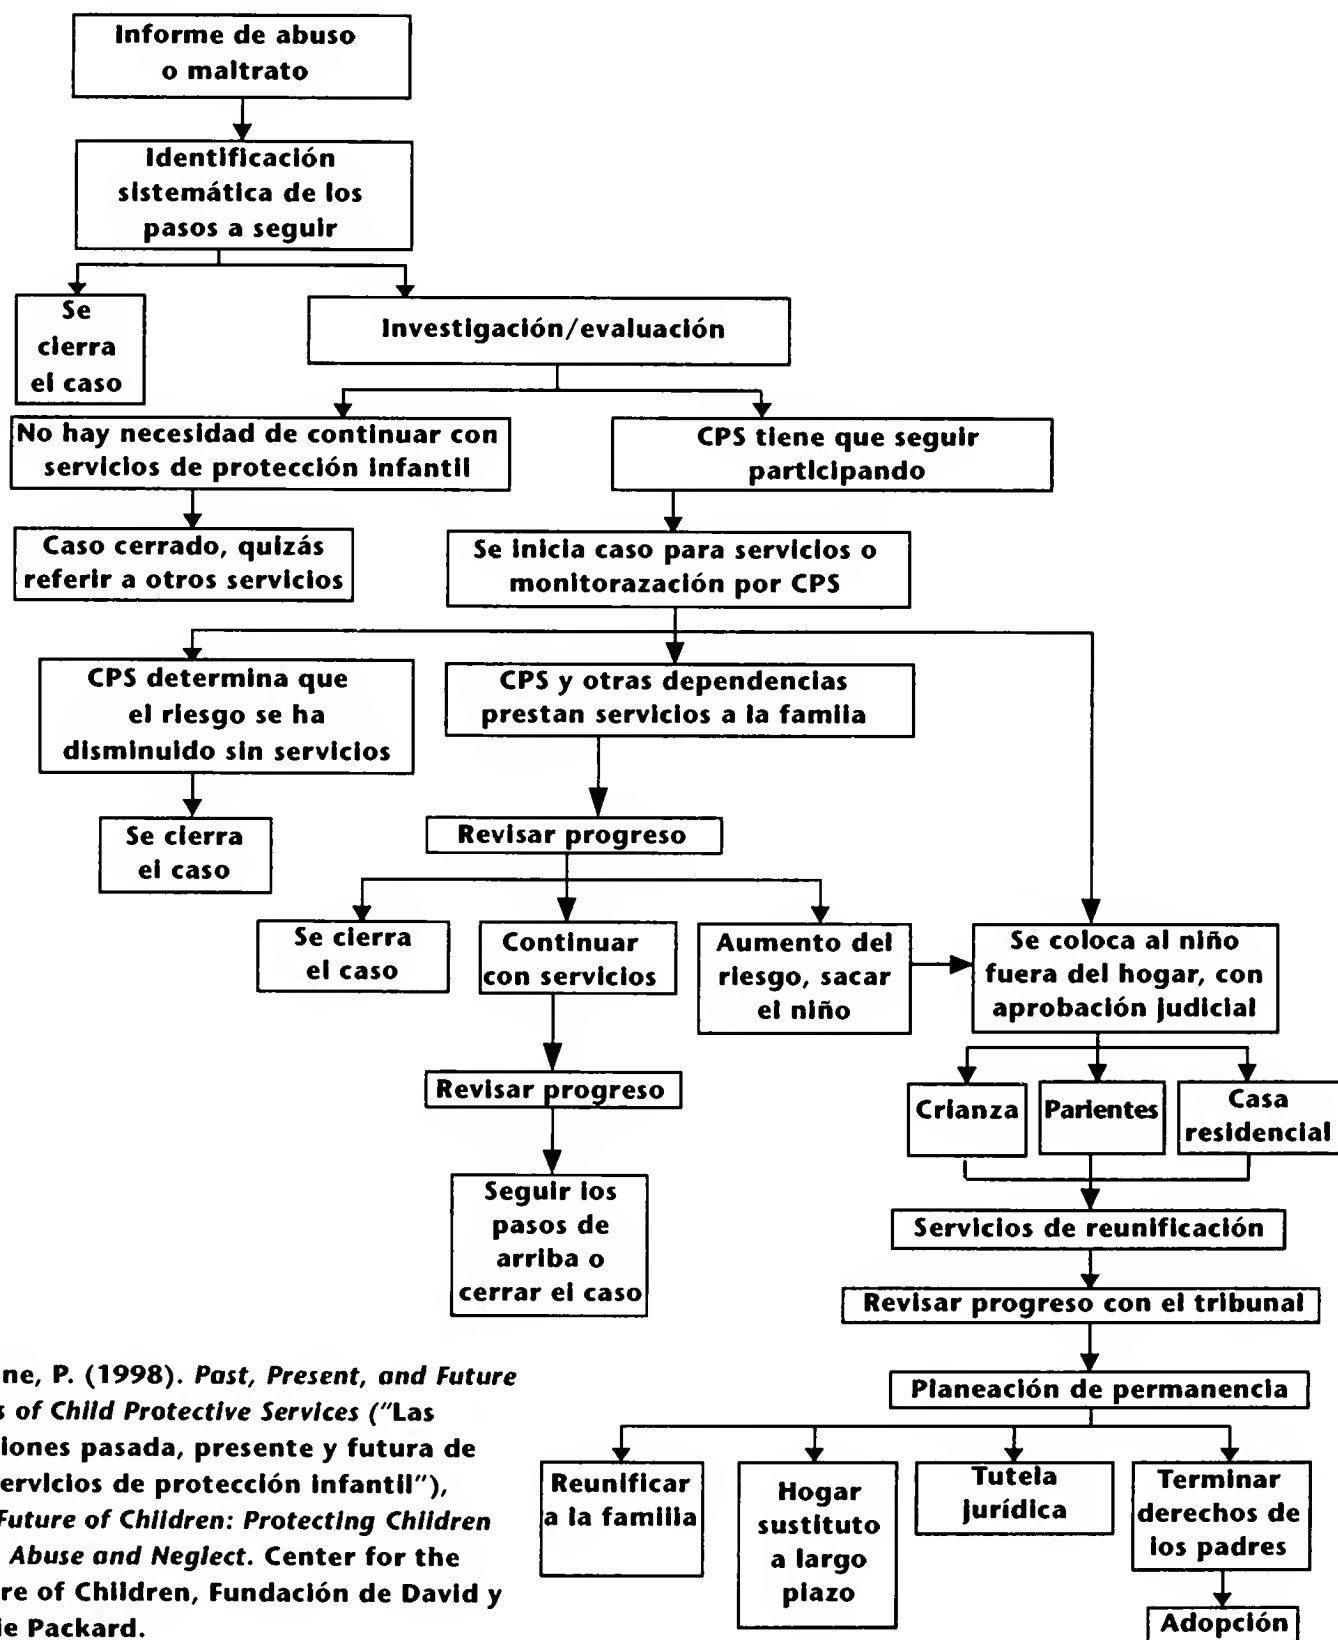 Informe de abuso
o maltrato
Identificación
sistemática de los
pasos a seguir
Se
cierra
el caso
Investigación/evaluación
No hay necesidad de continuar con
servicios de protección infantil
CPS tiene que seguir
participando
Caso cerrado, quizás
referir a otros servicios
Se inicia caso para servicios o
monitorazación por CPS
CPS determina que
el riesgo se ha
disminuido sin servicios
CPS y otras dependencias
prestan servicios a la famiia
Se cierra
el caso
Revisar progreso
Se cierra
el caso
Continuar
con servicios
Aumento del
riesgo, sacar
el niño
Se coloca al niño
fuera del hogar, con
aprobación judicial
Revisar progreso
Crianza
Parientes
Casa
residencial
Seguir los
pasos de
arriba o
cerrar el caso
Servicios de reunificación
Revisar progreso con el tribunal
Planeación de permanencia
Reunificar
a la familia
Hogar
sustituto
a largo
plazo
Tutela
jurídica
Terminar
derechos de
los padres
Adopción
ne, P. (1998). Past, Present, and Future
s of Child Protective Services ("Las
iones pasada, presente y futura de
ervicios de protección infantil"),
Future of Children: Protecting Children
Abuse and Neglect. Center for the
re of Children, Fundación de David y
ie Packard.